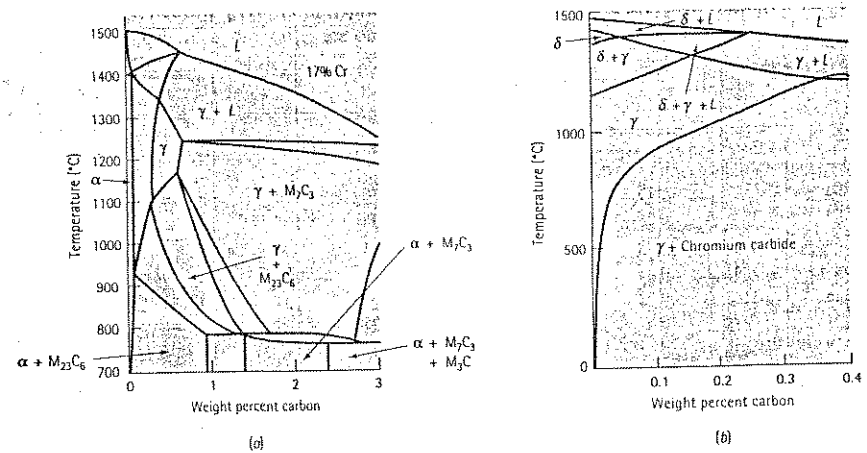 1500
1400
1300
1200
1100
1000
900
800
700
Temperature (°C)
L
17% Cr
γ + L
γ
α
γ + M₇C₃
γ
+
M₂₃C₆
α + M₇C₃
α + M₂₃C₆
α + M₇C₃
+ M₃C
0
1
2
3
Weight percent carbon
(a)
1500
1000
500
0
Temperature (°C)
δ + L
L
δ
δ + γ
γ + L
δ + γ + L
γ
γ + Chromium carbide
0.1
0.2
0.3
0.4
Weight percent carbon
(b)